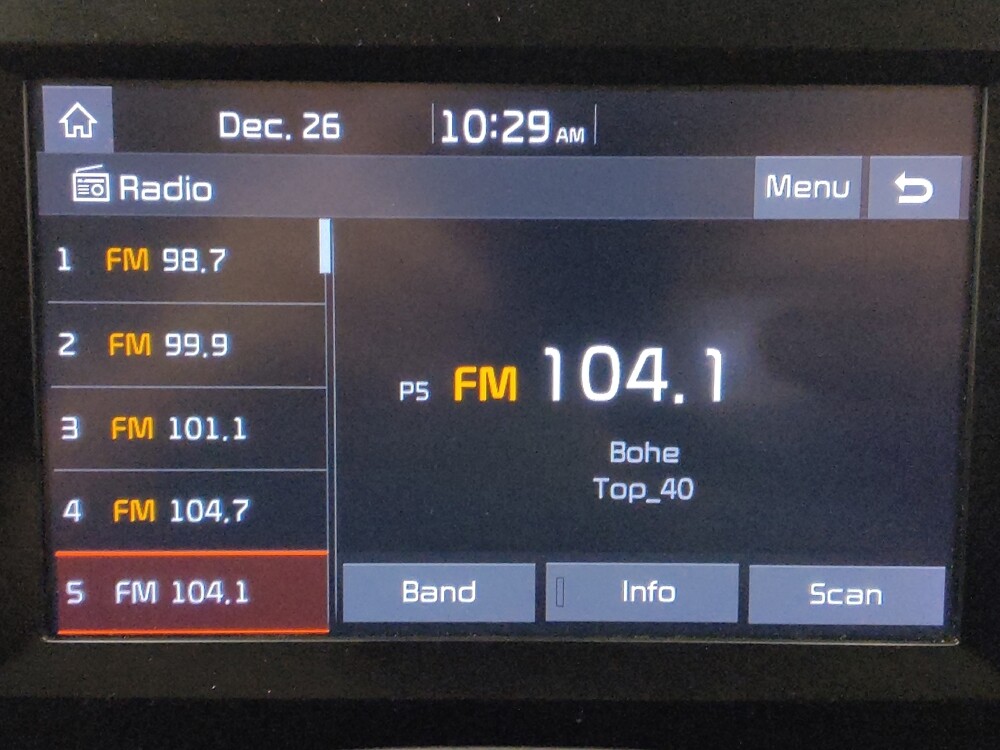 Dec. 26 10:29 AM
Radio Menu
1 FM 98.7
2 FM 99.9
3 FM 101.1
4 FM 104.7
5 FM 104.1
P5 FM 104.1
Bohe
Top_40
Band Info Scan